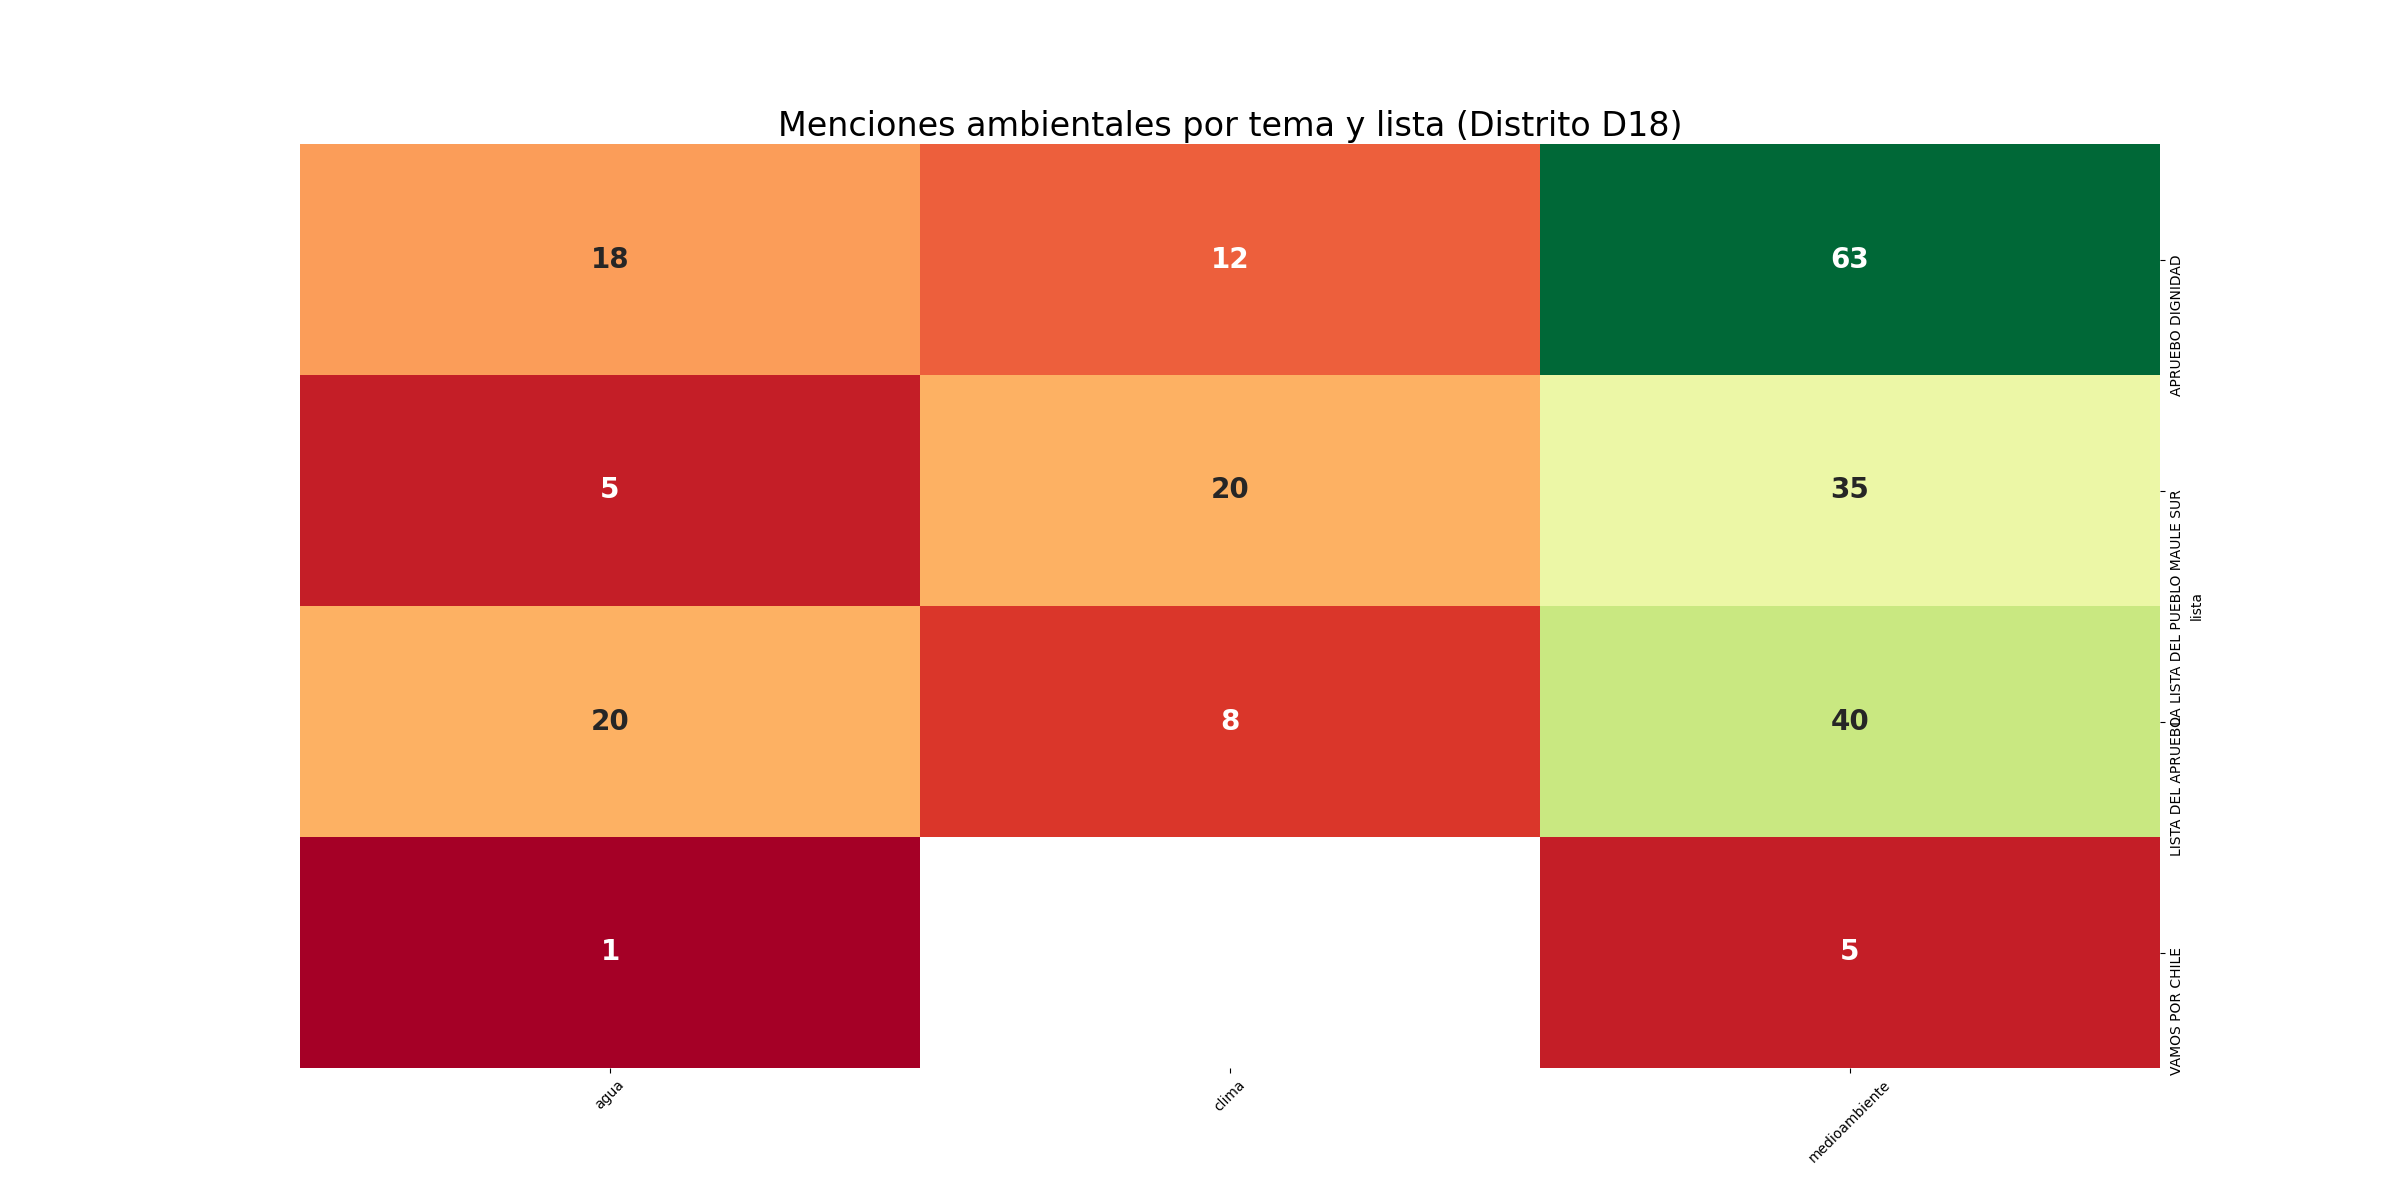 Menciones ambientales por tema y lista (Distrito D18)
18 12 63
5 20 35
20 8 40
1 5
APRUEBO DIGNIDAD
LA LISTA DEL PUEBLO MAULE SUR
LISTA DEL APRUEBO
VAMOS POR CHILE
lista
agua
clima
medioambiente